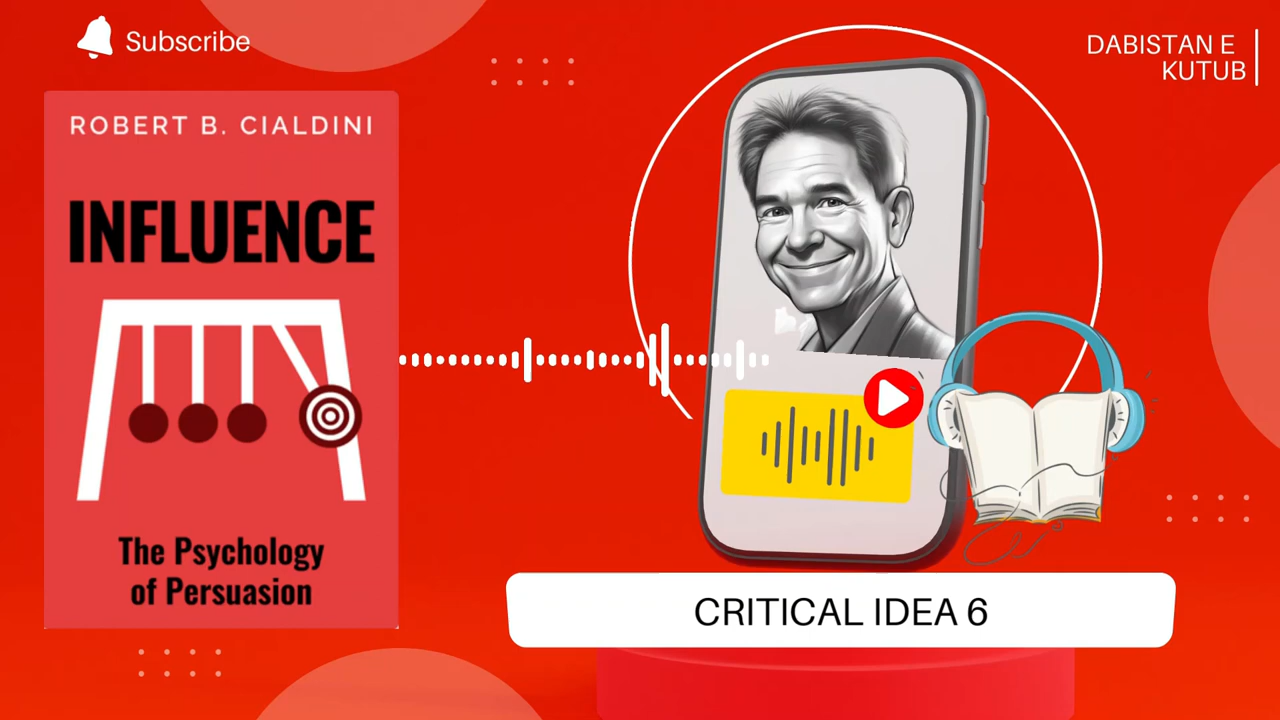 Subscribe
DABISTAN E
KUTUB
ROBERT B. CIALDINI
INFLUENCE
The Psychology
of Persuasion
CRITICAL IDEA 6